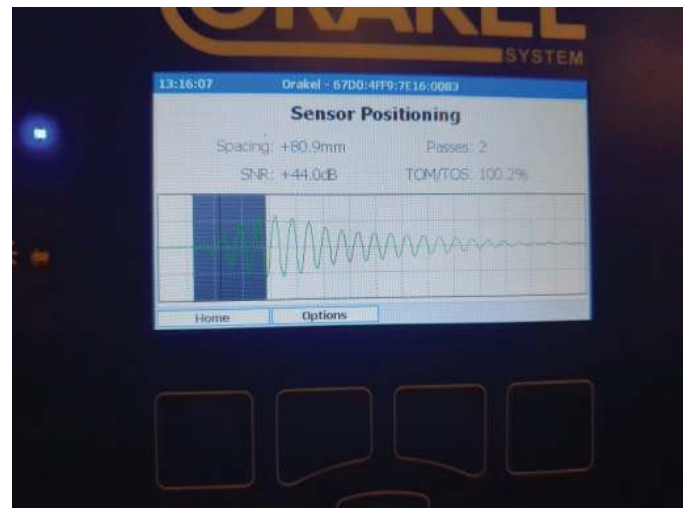 ORAKEL
SYSTEM
13:16:07 Orakel - 67D0:4FF9:7E16:0083
Sensor Positioning
Spacing: +80.9mm Passes: 2
SNR: +44.0dB TOM/TOS: 100.2%
Home Options